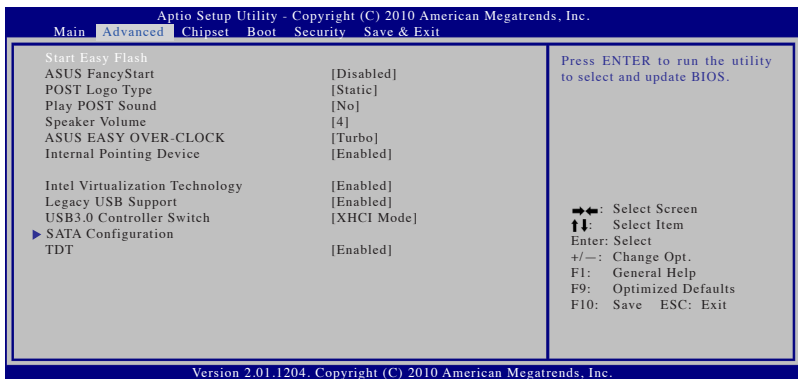 Aptio Setup Utility - Copyright (C) 2010 American Megatrends, Inc.
Main Advanced Chipset Boot Security Save & Exit
Start Easy Flash
ASUS FancyStart [Disabled]
POST Logo Type [Static]
Play POST Sound [No]
Speaker Volume [4]
ASUS EASY OVER-CLOCK [Turbo]
Internal Pointing Device [Enabled]
Intel Virtualization Technology [Enabled]
Legacy USB Support [Enabled]
USB3.0 Controller Switch [XHCI Mode]
SATA Configuration
TDT [Enabled]
Press ENTER to run the utility
to select and update BIOS.
→←: Select Screen
↑↓: Select Item
Enter: Select
+/—: Change Opt.
F1: General Help
F9: Optimized Defaults
F10: Save ESC: Exit
Version 2.01.1204. Copyright (C) 2010 American Megatrends, Inc.